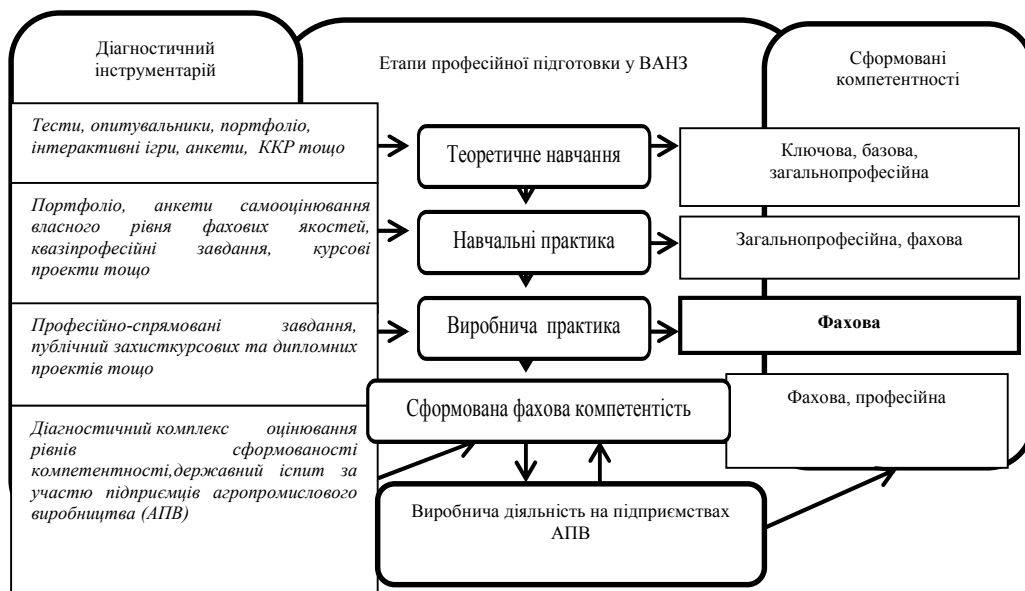 Діагностичний
інструментарій
Етапи професійної підготовки у ВАНЗ
Сформовані
компетентності
Тести, опитувальники, портфоліо,
інтерактивні ігри, анкети, ККР тощо
Теоретичне навчання
Ключова, базова,
загальнопрофесійна
Портфоліо, анкети самооцінювання
власного рівня фахових якостей,
квазіпрофесійні завдання, курсові
проекти тощо
Навчальні практика
Загальнопрофесійна, фахова
Професійно-спрямовані завдання,
публічний захисткурсових та дипломних
проектів тощо
Виробнича практика
Фахова
Діагностичний комплекс оцінювання
рівнів сформованості
компетентності,державний іспит за
участю підприємців агропромислового
виробництва (АПВ)
Сформована фахова компетентість
Фахова, професійна
Виробнича діяльність на підприємствах
АПВ